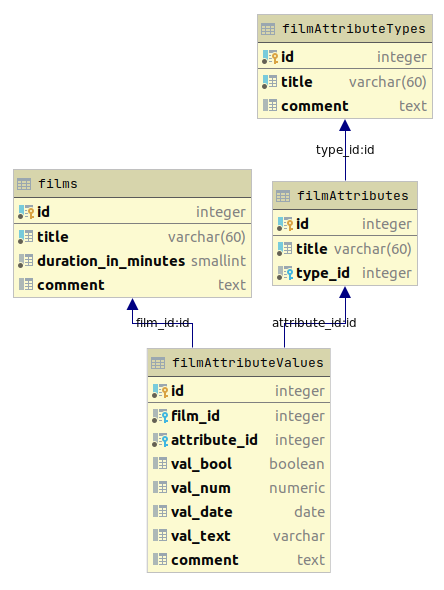 filmAttributeTypes
id integer
title varchar(60)
comment text
type_id:id
films
id integer
title varchar(60)
duration_in_minutes smallint
comment text
filmAttributes
id integer
title varchar(60)
type_id integer
film_id:id
attribute_id:id
filmAttributeValues
id integer
film_id integer
attribute_id integer
val_bool boolean
val_num numeric
val_date date
val_text varchar
comment text